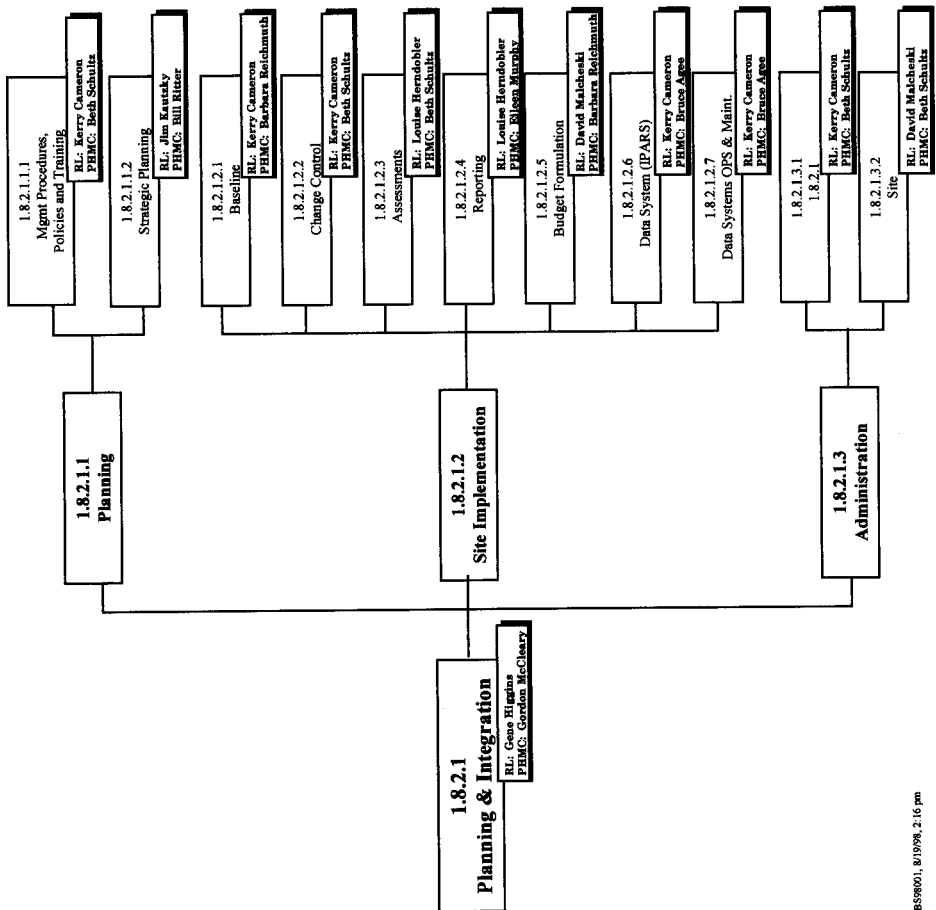 1.8.2.1
Planning & Integration
RL: Gene Higgins
PHMC: Gordon McCleary
1.8.2.1.1
Planning
1.8.2.1.1.1
Mgmt Procedures,
Policies and Training
RL: Kerry Cameron
PHMC: Beth Schultz
1.8.2.1.1.2
Strategic Planning
RL: Jim Kautzky
PHMC: Bill Ritter
1.8.2.1.2
Site Implementation
1.8.2.1.2.1
Baseline
RL: Kerry Cameron
PHMC: Barbara Reichmuth
1.8.2.1.2.2
Change Control
RL: Kerry Cameron
PHMC: Beth Schultz
1.8.2.1.2.3
Assessments
RL: Louise Herndobler
PHMC: Beth Schultz
1.8.2.1.2.4
Reporting
RL: Louise Herndobler
PHMC: Eileen Murphy
1.8.2.1.2.5
Budget Formulation
RL: David Malcheski
PHMC: Barbara Reichmuth
1.8.2.1.2.6
Data System (IPARS)
RL: Kerry Cameron
PHMC: Bruce Agee
1.8.2.1.2.7
Data Systems OPS & Maint.
RL: Kerry Cameron
PHMC: Bruce Agee
1.8.2.1.3
Administration
1.8.2.1.3.1
1.8.2.1
RL: Kerry Cameron
PHMC: Beth Schultz
1.8.2.1.3.2
Site
RL: David Malcheski
PHMC: Beth Schultz
BS98001, 8/19/98, 2:16 pm